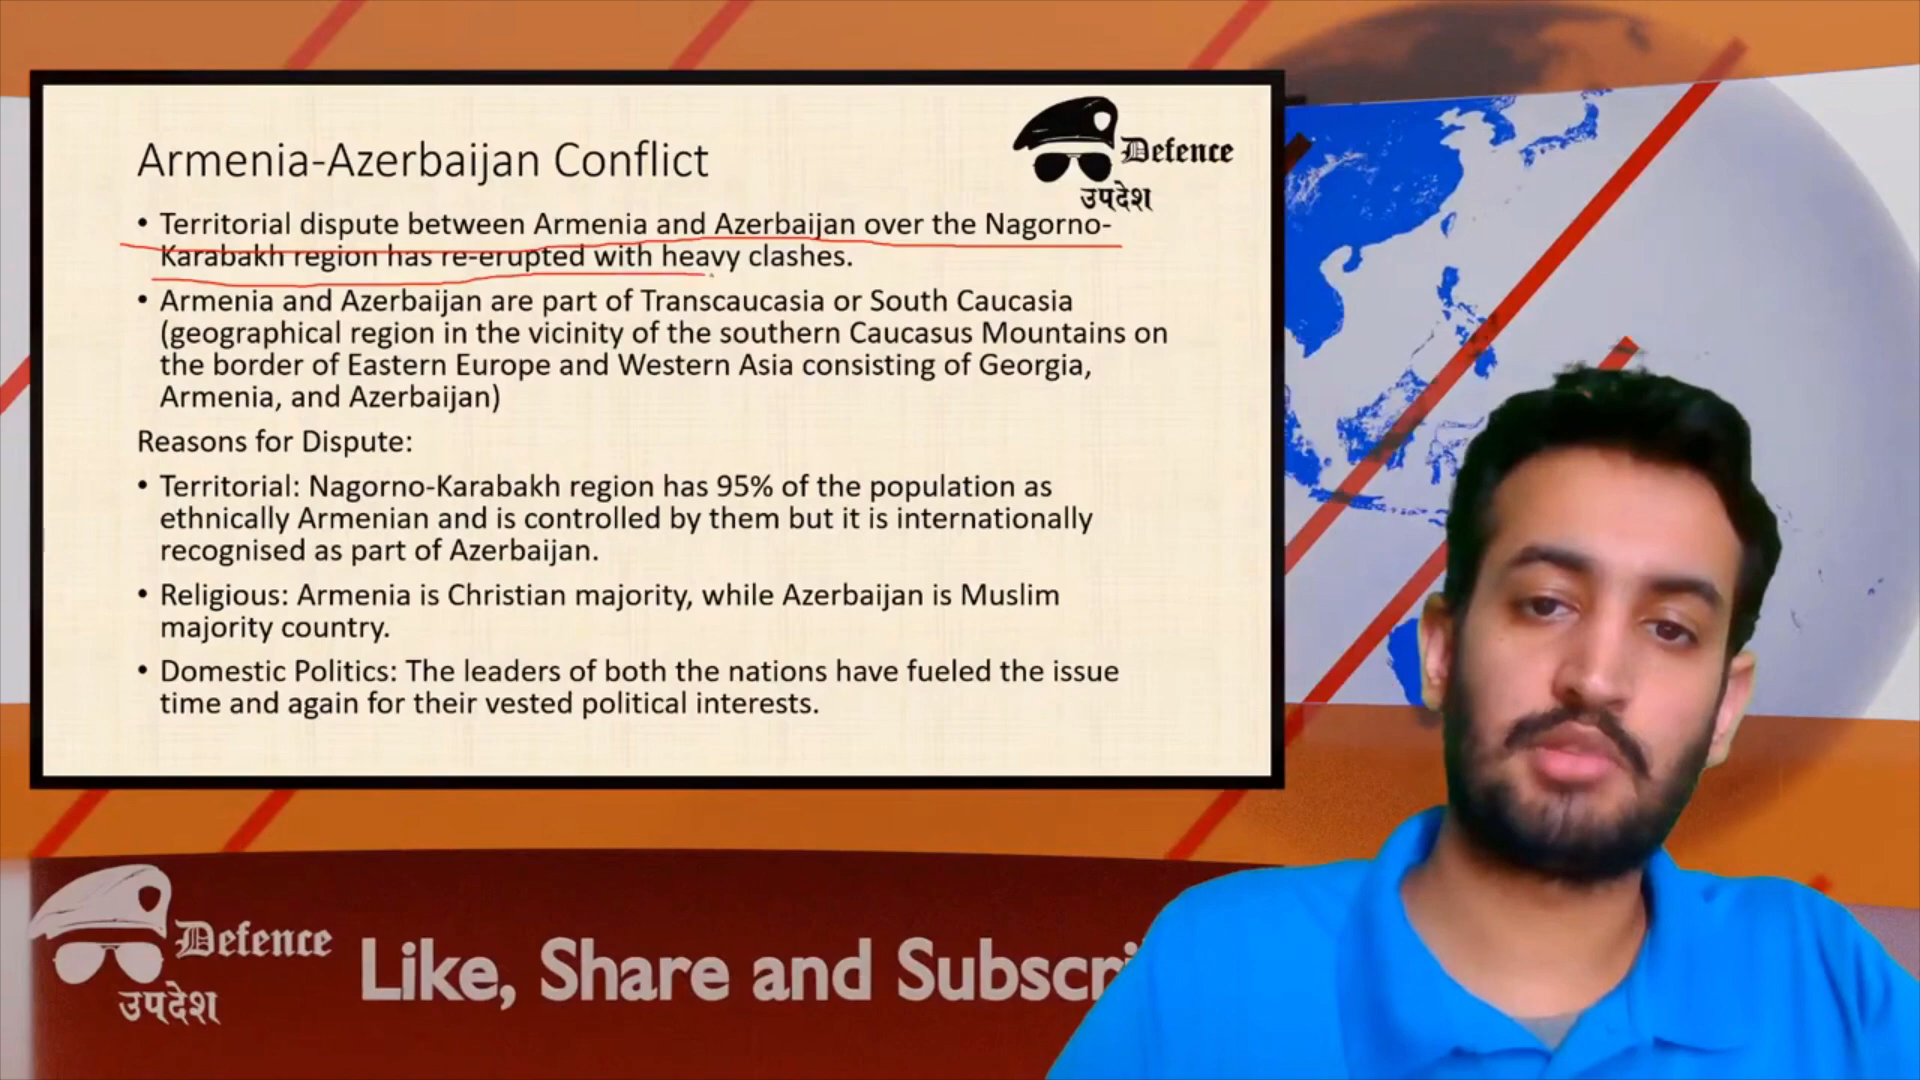 Armenia-Azerbaijan Conflict
Defence
उपदेश
• Territorial dispute between Armenia and Azerbaijan over the Nagorno-
Karabakh region has re-erupted with heavy clashes.
• Armenia and Azerbaijan are part of Transcaucasia or South Caucasia
(geographical region in the vicinity of the southern Caucasus Mountains on
the border of Eastern Europe and Western Asia consisting of Georgia,
Armenia, and Azerbaijan)
Reasons for Dispute:
• Territorial: Nagorno-Karabakh region has 95% of the population as
ethnically Armenian and is controlled by them but it is internationally
recognised as part of Azerbaijan.
• Religious: Armenia is Christian majority, while Azerbaijan is Muslim
majority country.
• Domestic Politics: The leaders of both the nations have fueled the issue
time and again for their vested political interests.
Defence
उपदेश
Like, Share and Subscri